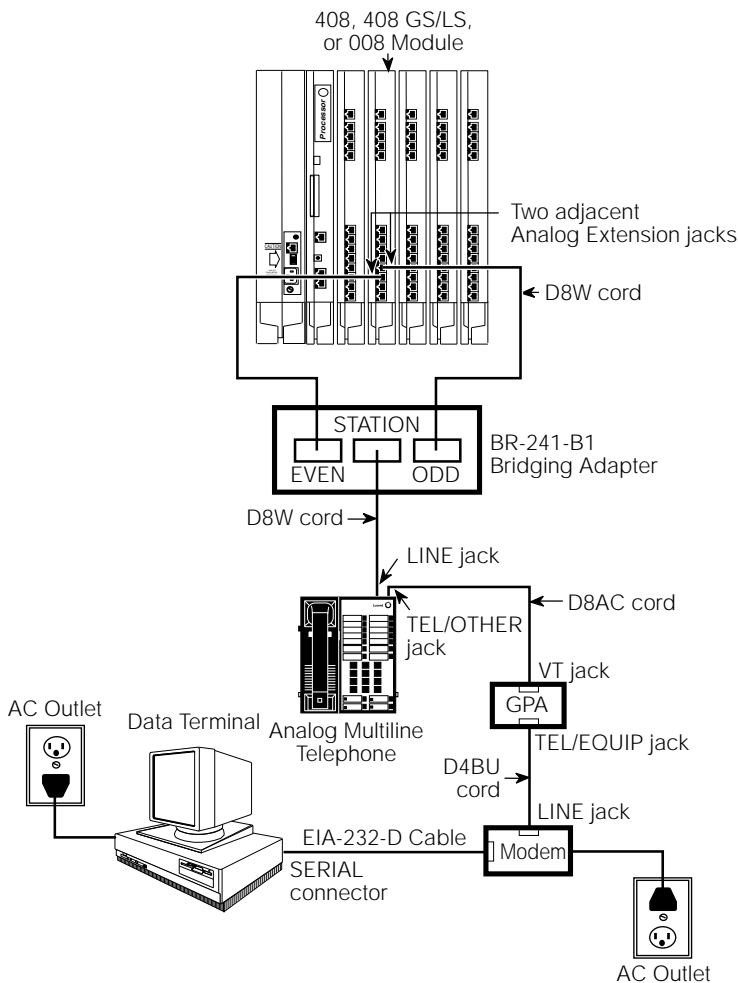 408, 408 GS/LS,
or 008 Module
Processor
Two adjacent
Analog Extension jacks
D8W cord
STATION
EVEN
ODD
BR-241-B1
Bridging Adapter
D8W cord
LINE jack
D8AC cord
TEL/OTHER
jack
VT jack
GPA
AC Outlet
Data Terminal
Analog Multiline
Telephone
TEL/EQUIP jack
D4BU
cord
LINE jack
EIA-232-D Cable
Modem
SERIAL
connector
AC Outlet